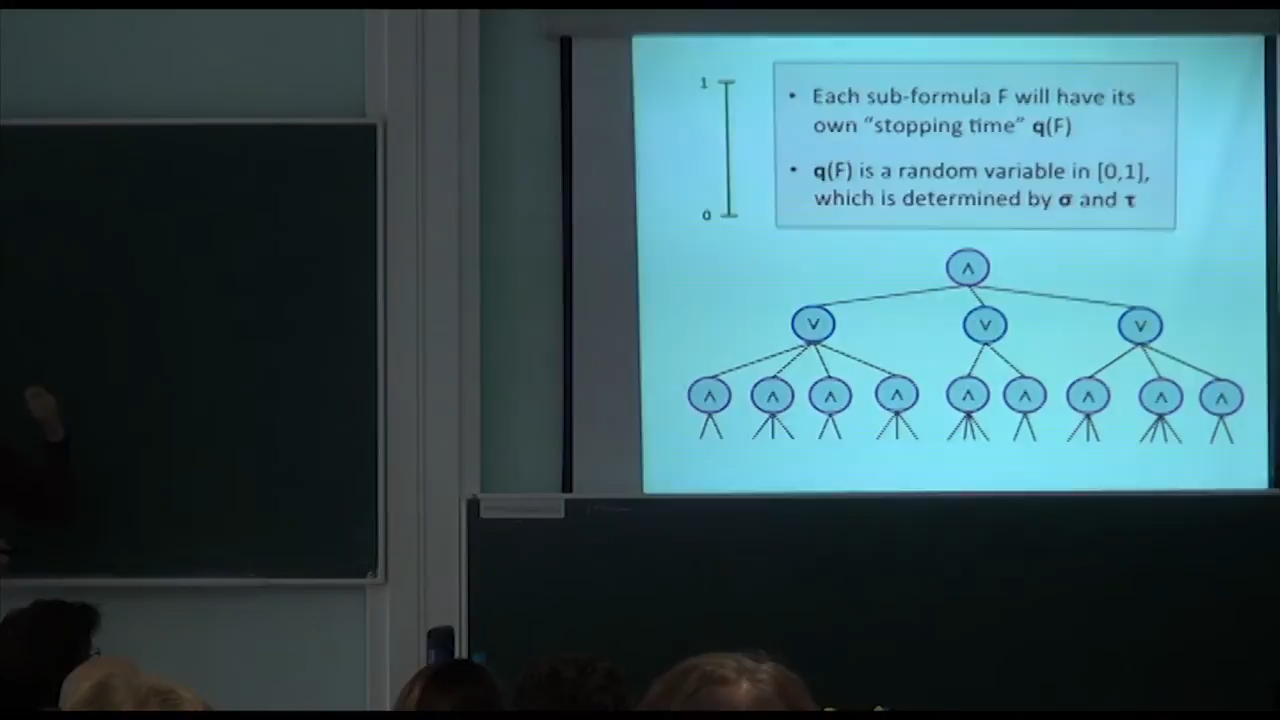 1
0
• Each sub-formula F will have its
own “stopping time” q(F)
• q(F) is a random variable in [0,1],
which is determined by σ and τ
∧
∨ ∨ ∨
∧ ∧ ∧ ∧ ∧ ∧ ∧ ∧ ∧